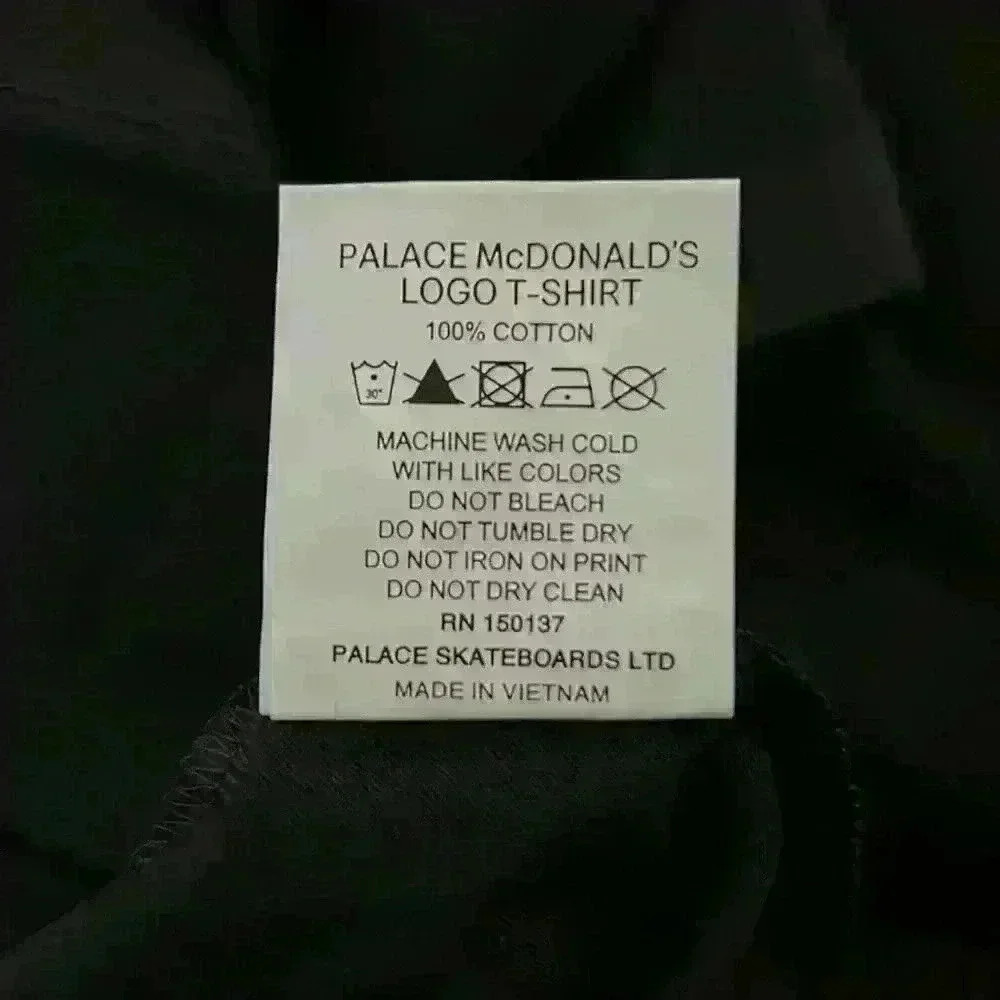 PALACE McDONALD'S
LOGO T-SHIRT
100% COTTON
30°
MACHINE WASH COLD
WITH LIKE COLORS
DO NOT BLEACH
DO NOT TUMBLE DRY
DO NOT IRON ON PRINT
DO NOT DRY CLEAN
RN 150137
PALACE SKATEBOARDS LTD
MADE IN VIETNAM